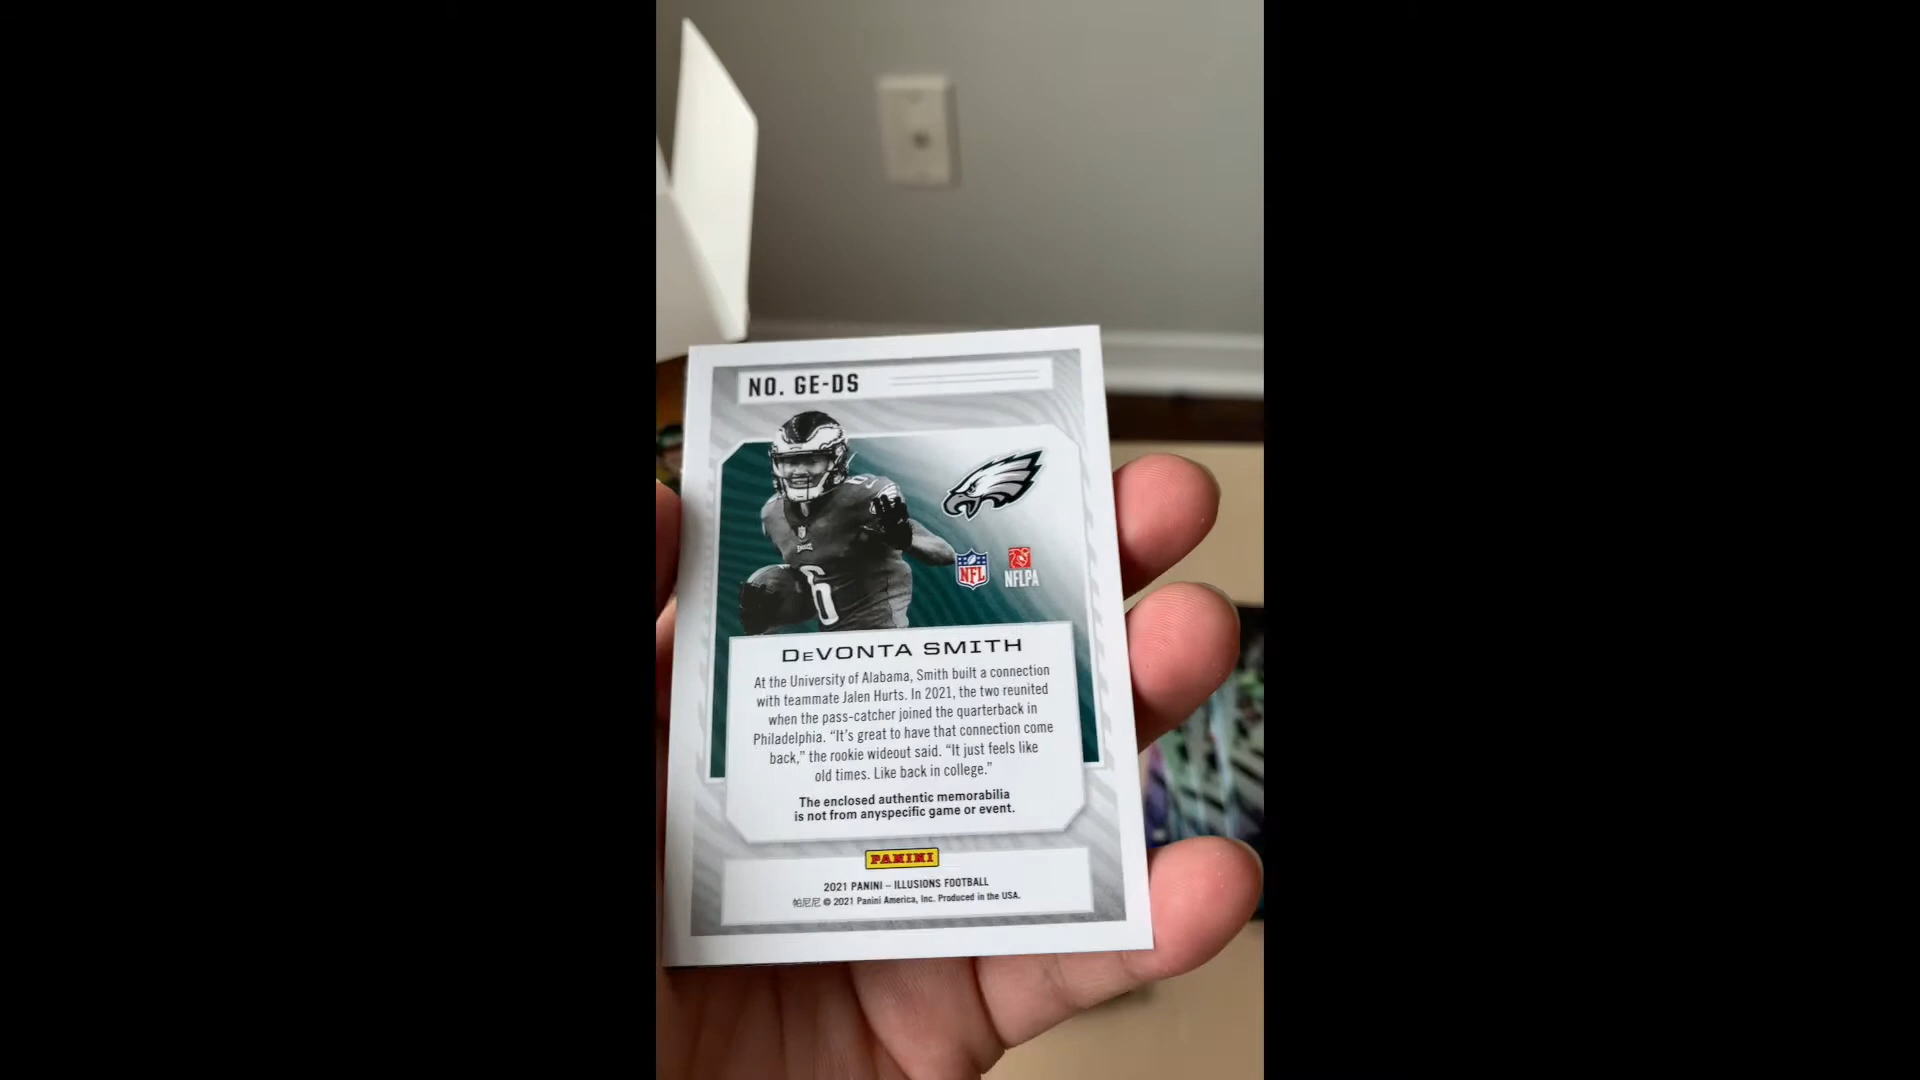 NO. GE-DS
6
6
NFL
NFLPA
DeVONTA SMITH
At the University of Alabama, Smith built a connection
with teammate Jalen Hurts. In 2021, the two reunited
when the pass-catcher joined the quarterback in
Philadelphia. “It’s great to have that connection come
back,” the rookie wideout said. “It just feels like
old times. Like back in college.”
The enclosed authentic memorabilia
is not from anyspecific game or event.
PANINI
2021 PANINI – ILLUSIONS FOOTBALL
帕尼尼 © 2021 Panini America, Inc. Produced in the USA.